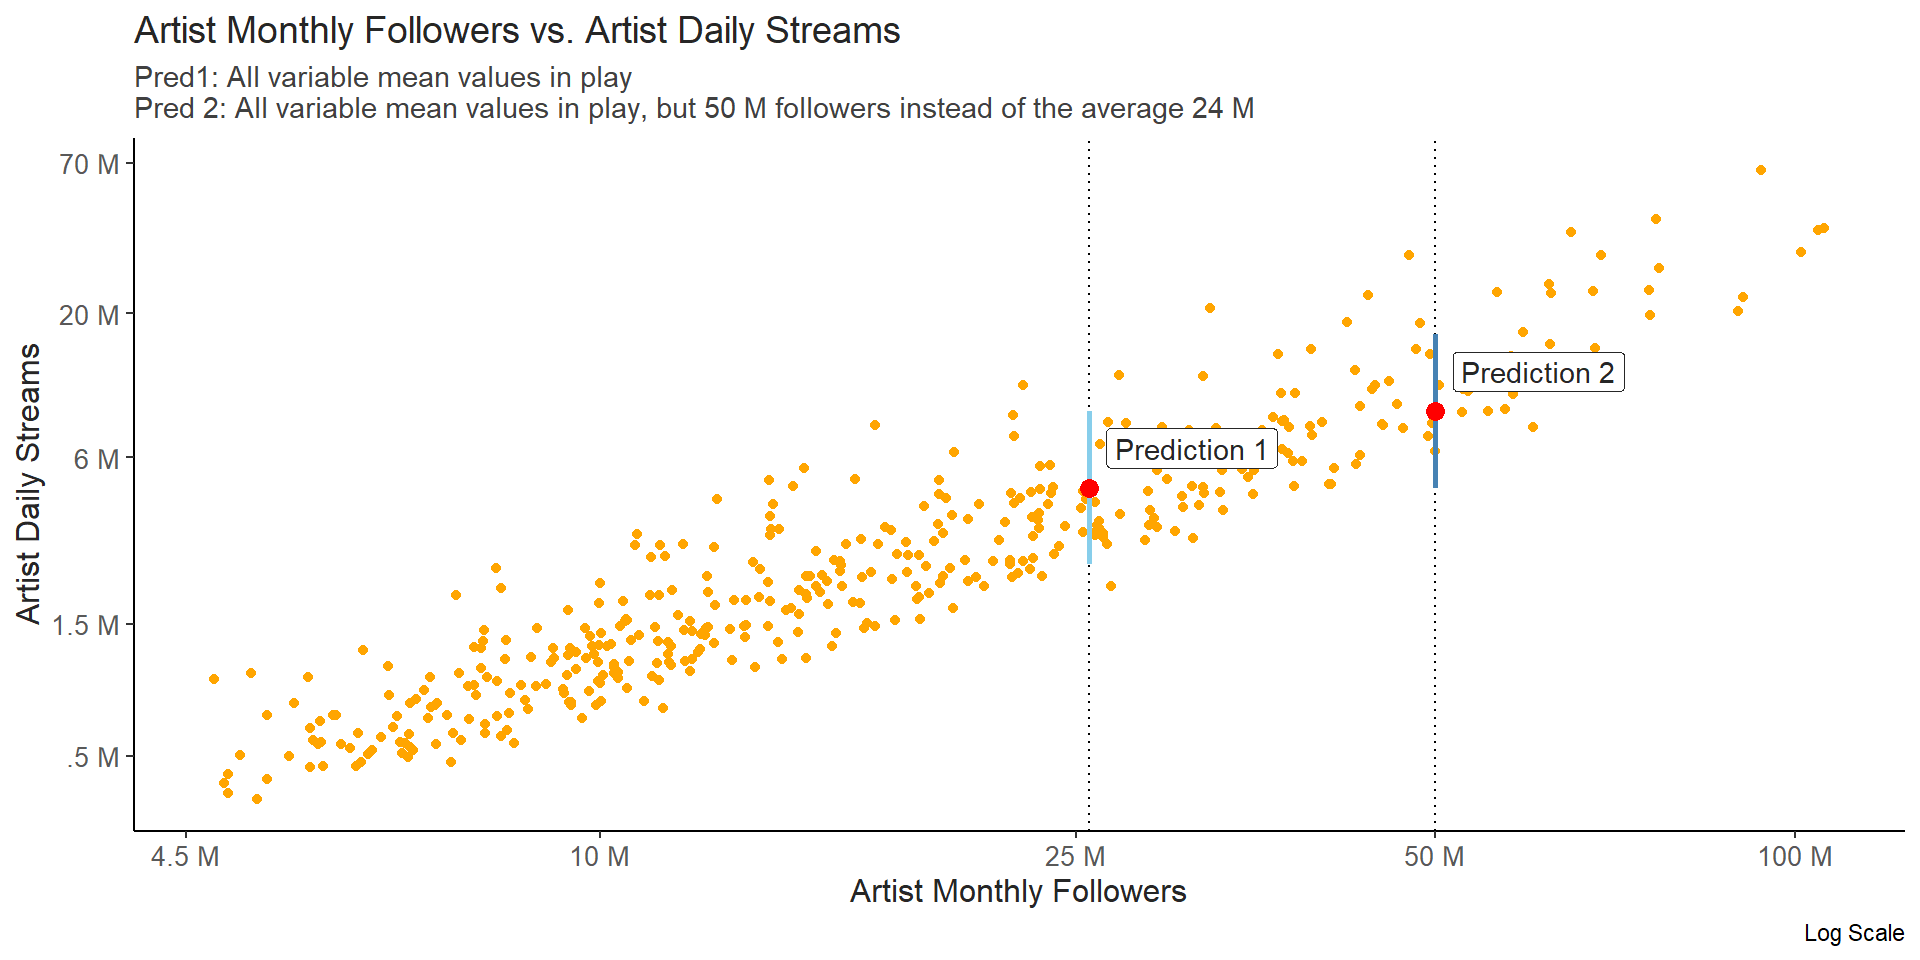 Artist Monthly Followers vs. Artist Daily Streams
Pred1: All variable mean values in play
Pred 2: All variable mean values in play, but 50 M followers instead of the average 24 M
70 M
20 M
6 M
1.5 M
.5 M
Artist Daily Streams
Prediction 2
Prediction 1
4.5 M
10 M
25 M
50 M
100 M
Artist Monthly Followers
Log Scale